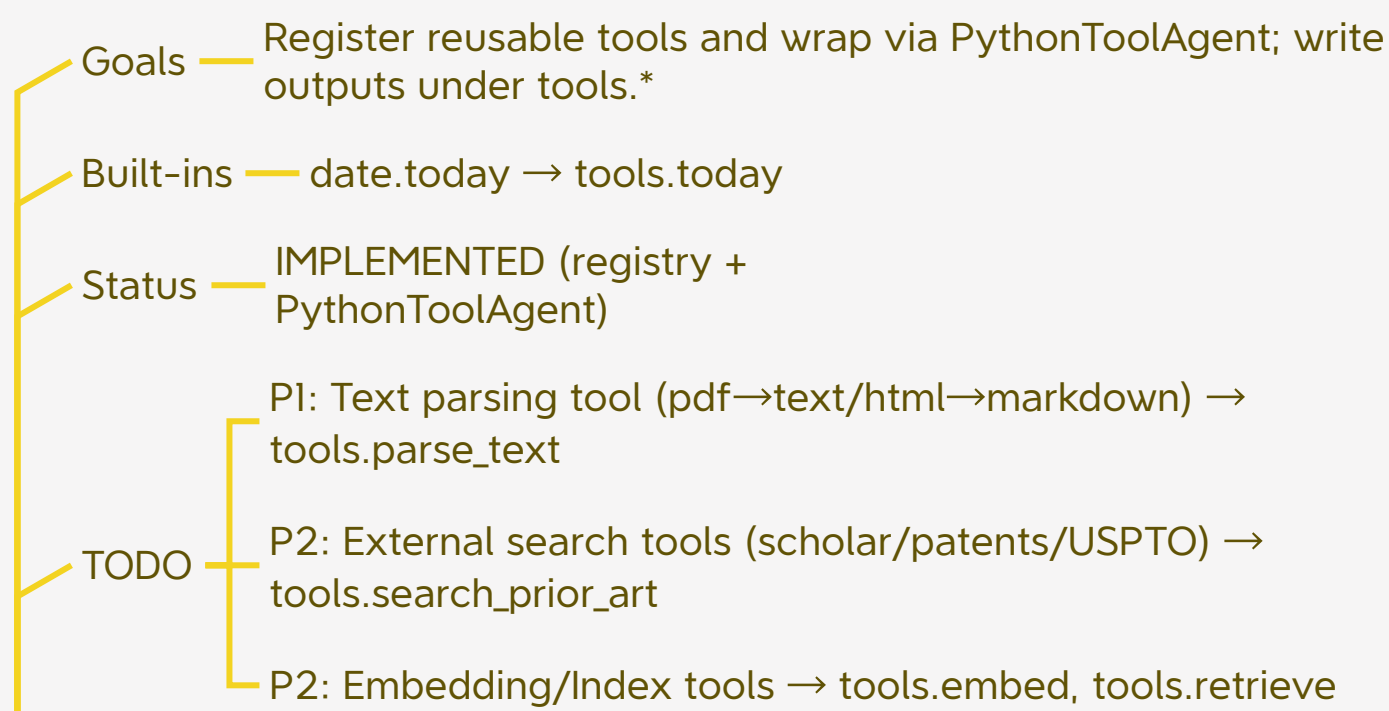 Goals
Register reusable tools and wrap via PythonToolAgent; write
outputs under tools.*
Built-ins
date.today → tools.today
Status
IMPLEMENTED (registry +
PythonToolAgent)
TODO
P1: Text parsing tool (pdf→text/html→markdown) →
tools.parse_text
P2: External search tools (scholar/patents/USPTO) →
tools.search_prior_art
P2: Embedding/Index tools → tools.embed, tools.retrieve